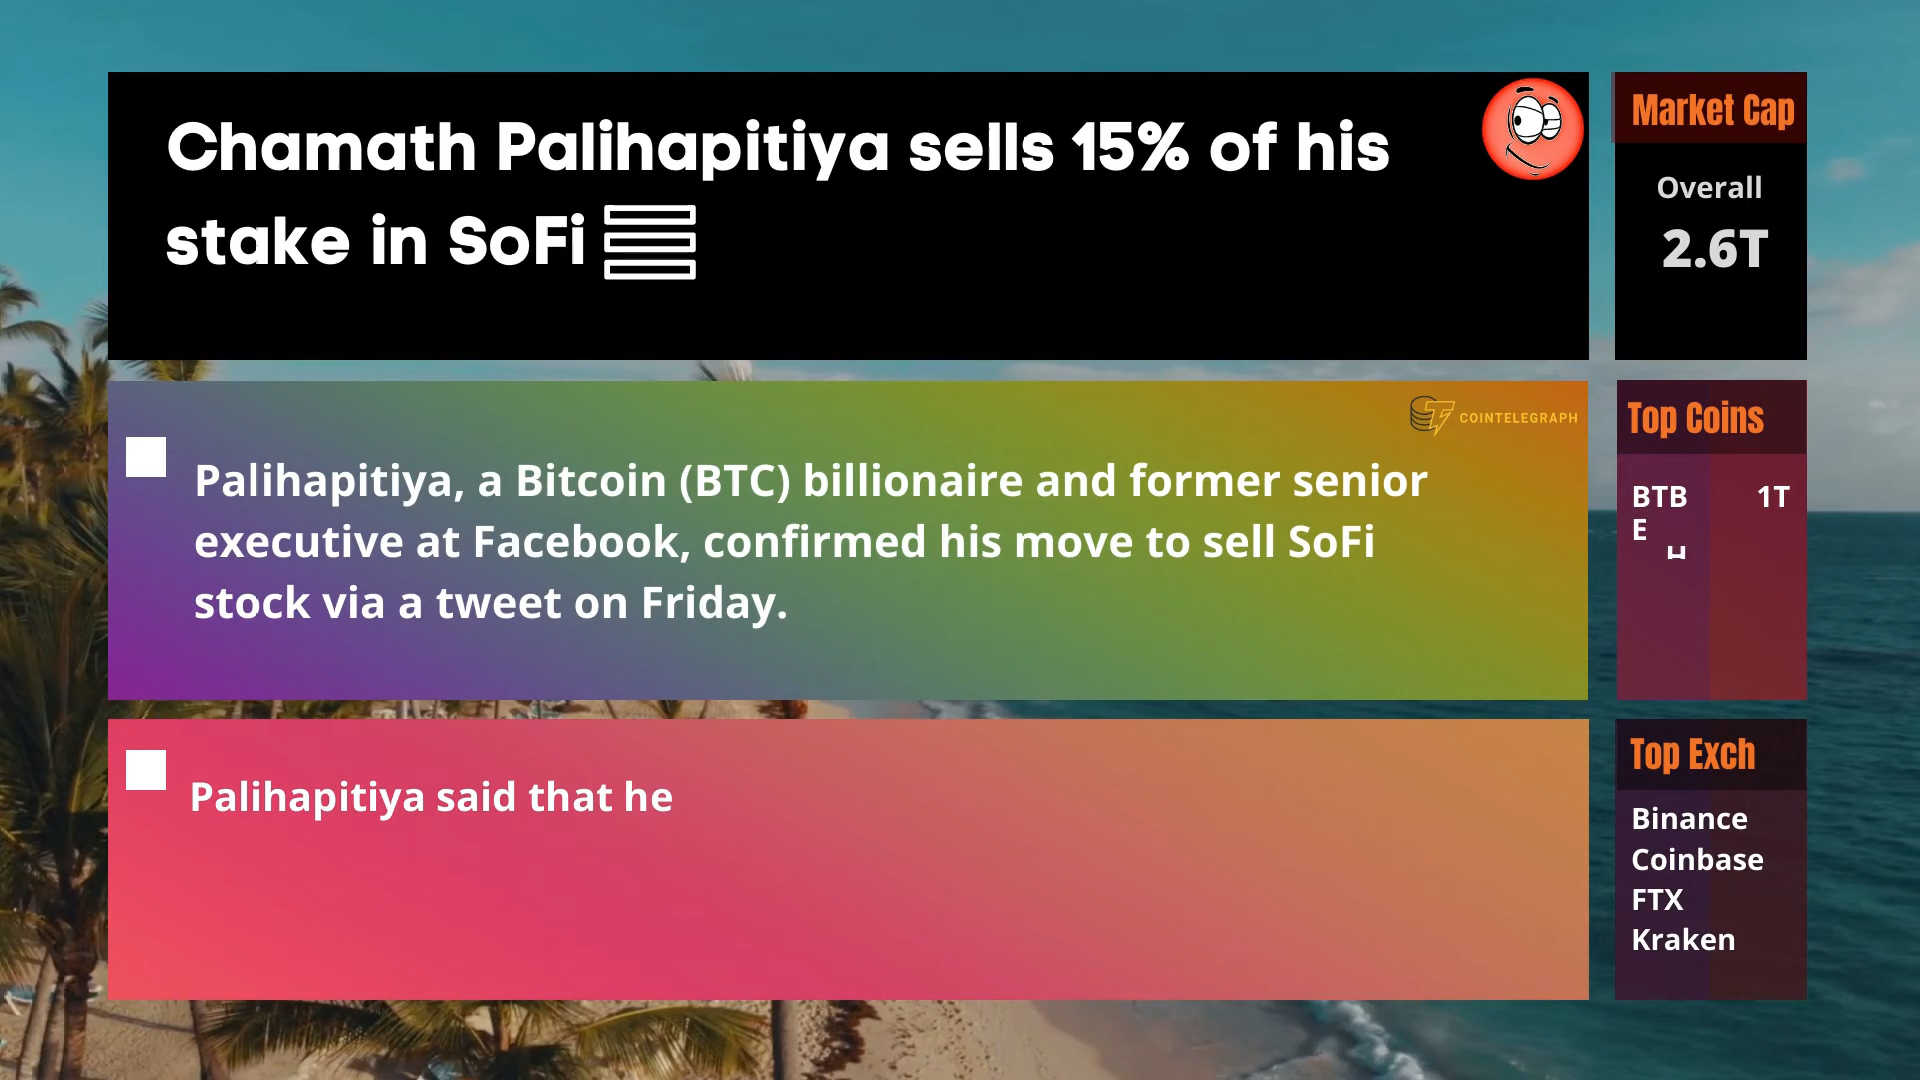 Chamath Palihapitiya sells 15% of his
stake in SoFi
Market Cap
Overall
2.6T
COINTELEGRAPH
Palihapitiya, a Bitcoin (BTC) billionaire and former senior
executive at Facebook, confirmed his move to sell SoFi
stock via a tweet on Friday.
Top Coins
BTB 1T
E
H
Palihapitiya said that he
Top Exch
Binance
Coinbase
FTX
Kraken